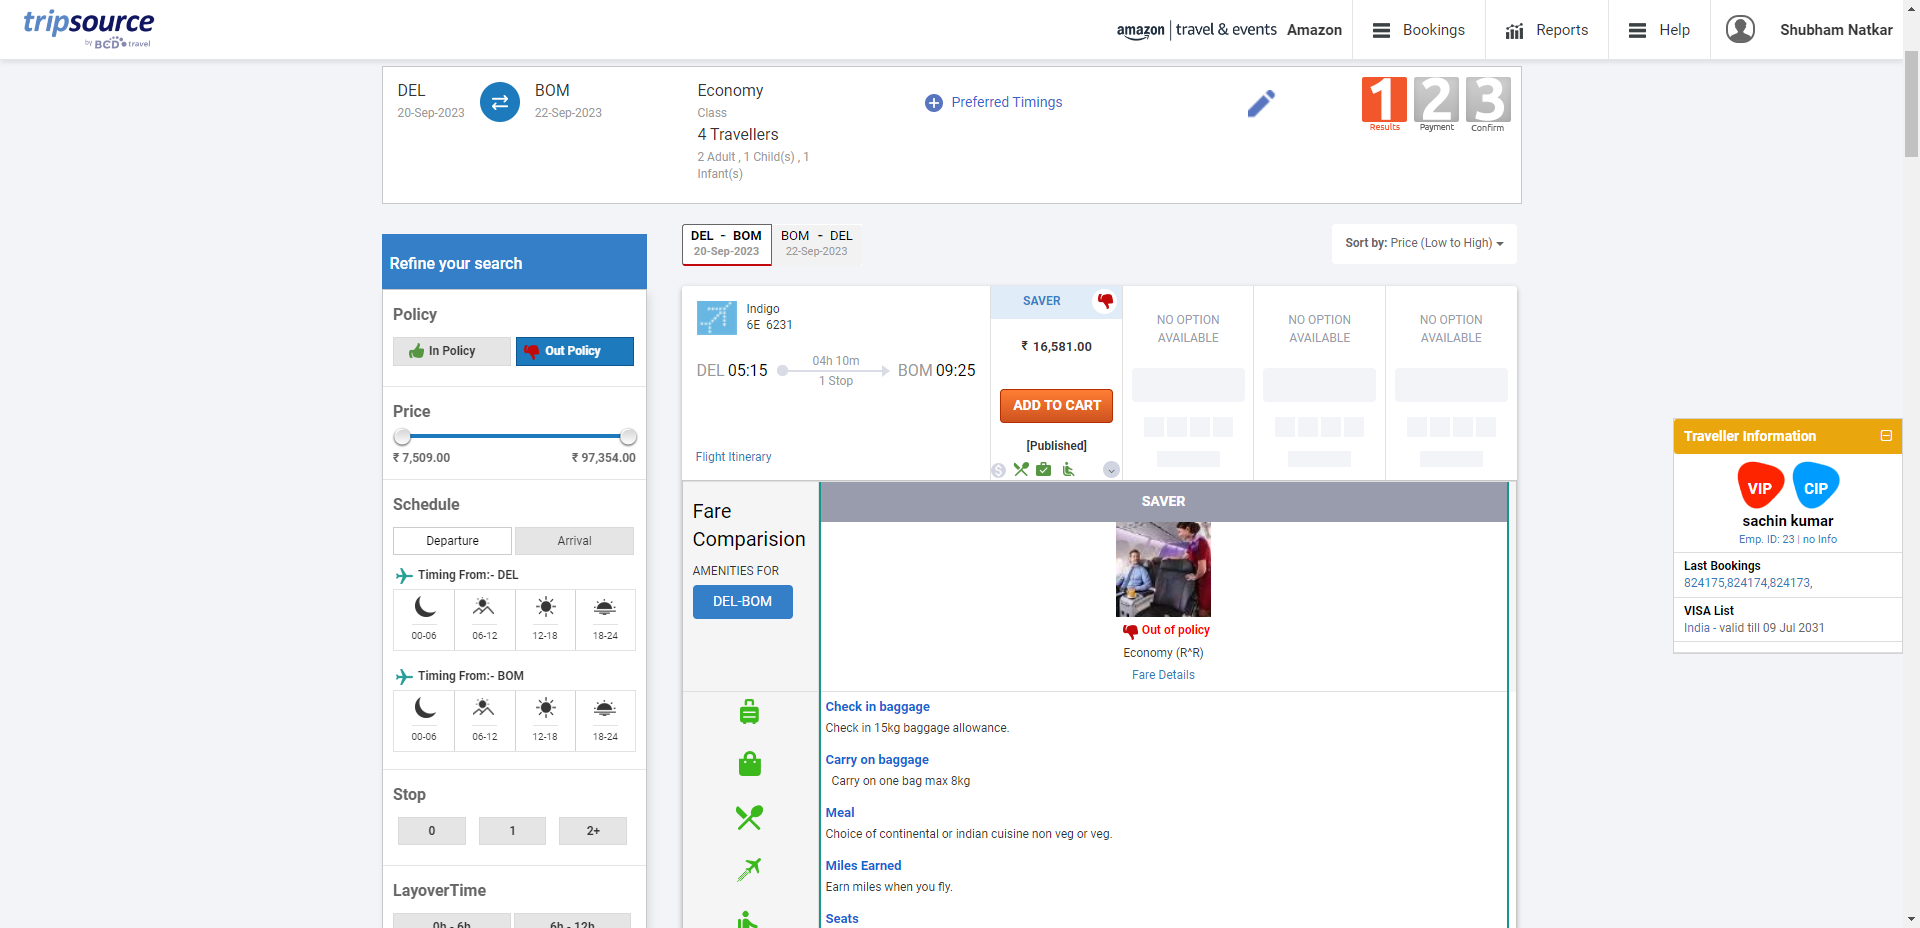 tripsource
by BCD travel
amazon | travel & events Amazon
Bookings
Reports
Help
Shubham Natkar
DEL
20-Sep-2023
BOM
22-Sep-2023
Economy
Class
4 Travellers
2 Adult , 1 Child(s) , 1
Infant(s)
Preferred Timings
1 2 3
Results Payment Confirm
Refine your search
Policy
In Policy
Out Policy
Price
₹ 7,509.00
₹ 97,354.00
Schedule
Departure
Arrival
Timing From:- DEL
00-06 06-12 12-18 18-24
Timing From:- BOM
00-06 06-12 12-18 18-24
Stop
0 1 2+
LayoverTime
0h - 6h 6h - 12h
DEL - BOM
20-Sep-2023
BOM - DEL
22-Sep-2023
Sort by: Price (Low to High)
Indigo
6E 6231
DEL 05:15
04h 10m
1 Stop
BOM 09:25
Flight Itinerary
SAVER
₹ 16,581.00
ADD TO CART
[Published]
NO OPTION
AVAILABLE
NO OPTION
AVAILABLE
NO OPTION
AVAILABLE
Fare
Comparision
AMENITIES FOR
DEL-BOM
SAVER
Out of policy
Economy (R^R)
Fare Details
Check in baggage
Check in 15kg baggage allowance.
Carry on baggage
Carry on one bag max 8kg
Meal
Choice of continental or indian cuisine non veg or veg.
Miles Earned
Earn miles when you fly.
Seats
Traveller Information
VIP CIP
sachin kumar
Emp. ID: 23 | no Info
Last Bookings
824175,824174,824173,
VISA List
India - valid till 09 Jul 2031